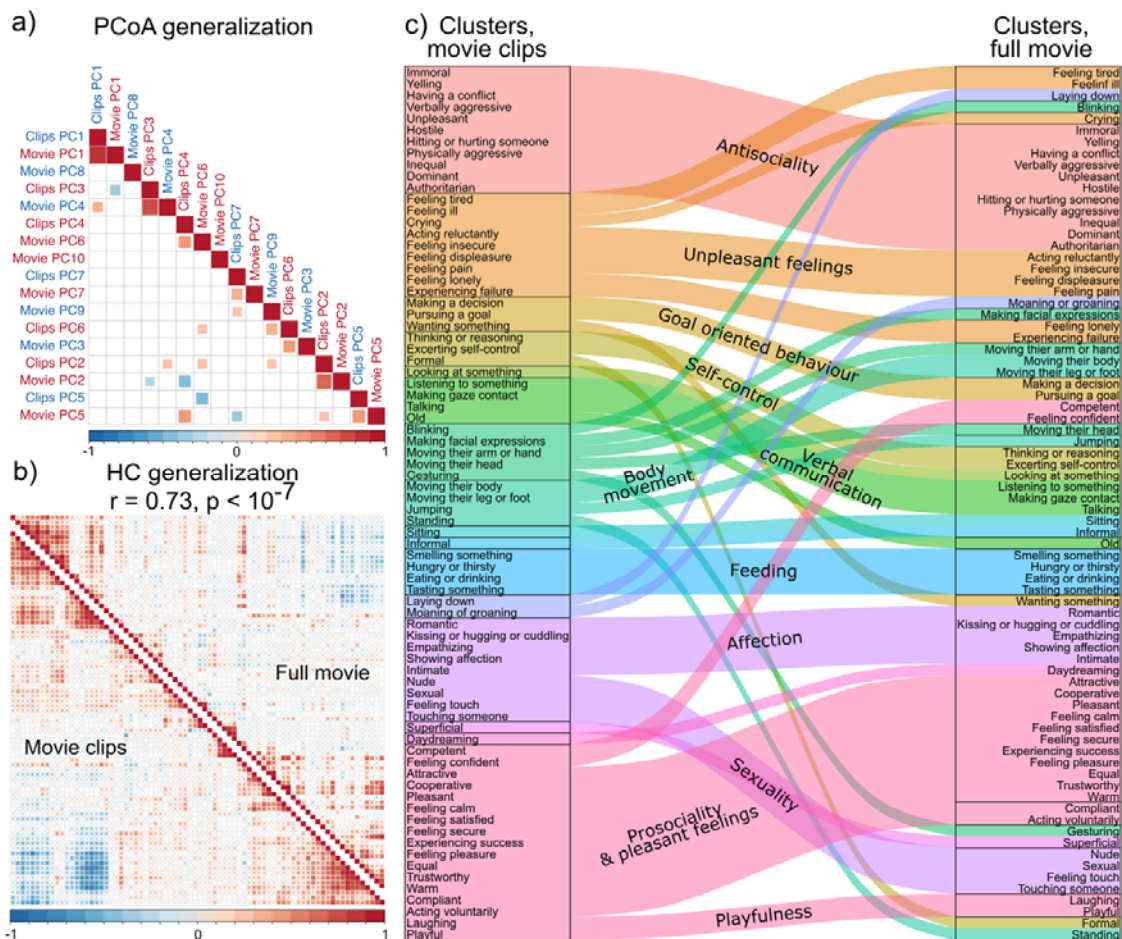 a)
PCoA generalization
Clips PC1
Movie PC1
Movie PC8
Clips PC3
Movie PC4
Clips PC4
Movie PC6
Movie PC10
Clips PC7
Movie PC7
Movie PC9
Clips PC6
Movie PC3
Clips PC2
Movie PC2
Clips PC5
Movie PC5
Clips PC1
Movie PC1
Movie PC8
Clips PC3
Movie PC4
Clips PC4
Movie PC6
Movie PC10
Clips PC7
Movie PC7
Movie PC9
Clips PC6
Movie PC3
Clips PC2
Movie PC2
Clips PC5
Movie PC5
-1 0 1
b)
HC generalization
r = 0.73, p < 10⁻⁷
Full movie
Movie clips
-1 0 1
c)
Clusters,
movie clips
Immoral
Yelling
Having a conflict
Verbally aggressive
Unpleasant
Hostile
Hitting or hurting someone
Physically aggressive
Inequal
Dominant
Authoritarian
Feeling tired
Feeling ill
Crying
Acting reluctantly
Feeling insecure
Feeling displeasure
Feeling pain
Feeling lonely
Experiencing failure
Making a decision
Pursuing a goal
Wanting something
Thinking or reasoning
Excerting self-control
Formal
Looking at something
Listening to something
Making gaze contact
Talking
Old
Blinking
Making facial expressions
Moving their arm or hand
Moving their head
Gesturing
Moving their body
Moving their leg or foot
Jumping
Standing
Sitting
Informal
Smelling something
Hungry or thirsty
Eating or drinking
Tasting something
Laying down
Moaning of groaning
Romantic
Kissing or hugging or cuddling
Empathizing
Showing affection
Intimate
Nude
Sexual
Feeling touch
Touching someone
Superficial
Daydreaming
Competent
Feeling confident
Attractive
Cooperative
Pleasant
Feeling calm
Feeling satisfied
Feeling secure
Experiencing success
Feeling pleasure
Equal
Trustworthy
Warm
Compliant
Acting voluntarily
Laughing
Playful
Antisociality
Unpleasant feelings
Goal oriented behaviour
Self-control
Verbal
communication
Body
movement
Feeding
Affection
Sexuality
Prosociality
& pleasant feelings
Playfulness
Clusters,
full movie
Feeling tired
Feelinf ill
Laying down
Blinking
Crying
Immoral
Yelling
Having a conflict
Verbally aggressive
Unpleasant
Hostile
Hitting or hurting someone
Physically aggressive
Inequal
Dominant
Authoritarian
Acting reluctantly
Feeling insecure
Feeling displeasure
Feeling pain
Moaning or groaning
Making facial expressions
Feeling lonely
Experiencing failure
Moving thier arm or hand
Moving their body
Moving their leg or foot
Making a decision
Pursuing a goal
Competent
Feeling confident
Moving their head
Jumping
Thinking or reasoning
Excerting self-control
Looking at something
Listening to something
Making gaze contact
Talking
Sitting
Informal
Old
Smelling something
Hungry or thirsty
Eating or drinking
Tasting something
Wanting something
Romantic
Kissing or hugging or cuddling
Empathizing
Showing affection
Intimate
Daydreaming
Attractive
Cooperative
Pleasant
Feeling calm
Feeling satisfied
Feeling secure
Experiencing success
Feeling pleasure
Equal
Trustworthy
Warm
Compliant
Acting voluntarily
Gesturing
Superficial
Nude
Sexual
Feeling touch
Touching someone
Laughing
Playful
Formal
Standing